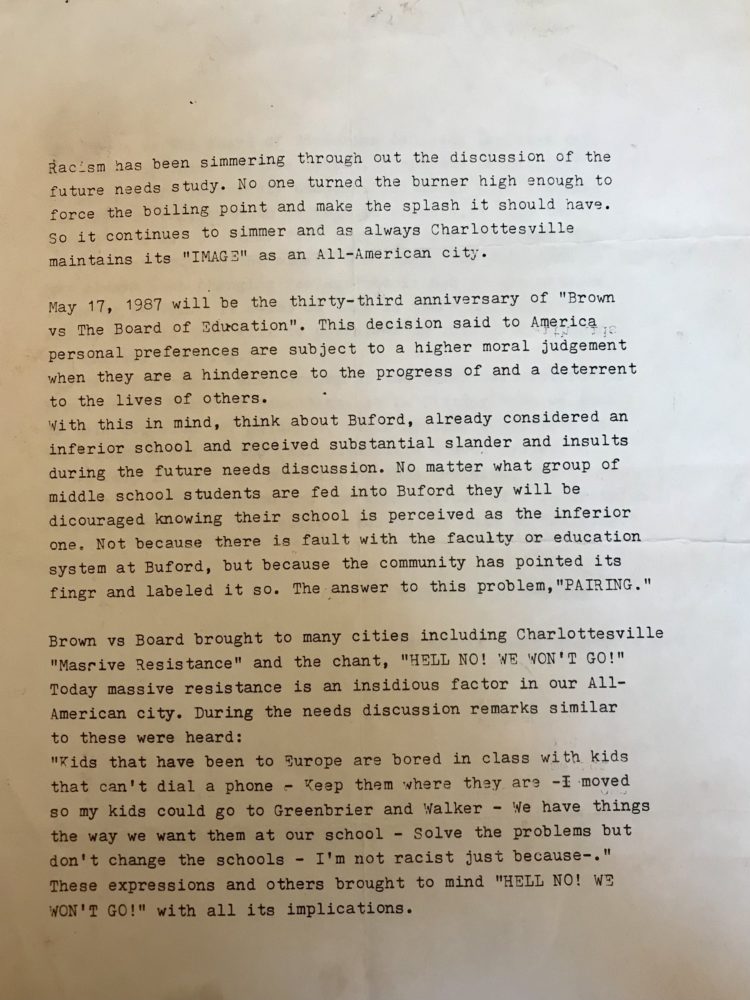 Racism has been simmering through out the discussion of the
future needs study. No one turned the burner high enough to
force the boiling point and make the splash it should have.
So it continues to simmer and as always Charlottesville
maintains its "IMAGE" as an All-American city.

May 17, 1987 will be the thirty-third anniversary of "Brown
vs The Board of Education". This decision said to America
personal preferences are subject to a higher moral judgement
when they are a hinderence to the progress of and a deterrent
to the lives of others.
With this in mind, think about Buford, already considered an
inferior school and received substantial slander and insults
during the future needs discussion. No matter what group of
middle school students are fed into Buford they will be
dicouraged knowing their school is perceived as the inferior
one. Not because there is fault with the faculty or education
system at Buford, but because the community has pointed its
fingr and labeled it so. The answer to this problem,"PAIRING."

Brown vs Board brought to many cities including Charlottesville
"Massive Resistance" and the chant, "HELL NO! WE WON'T GO!"
Today massive resistance is an insidious factor in our All-
American city. During the needs discussion remarks similar
to these were heard:
"Kids that have been to Europe are bored in class with kids
that can't dial a phone - Keep them where they are -I moved
so my kids could go to Greenbrier and Walker - We have things
the way we want them at our school - Solve the problems but
don't change the schools - I'm not racist just because-."
These expressions and others brought to mind "HELL NO! WE
WON'T GO!" with all its implications.